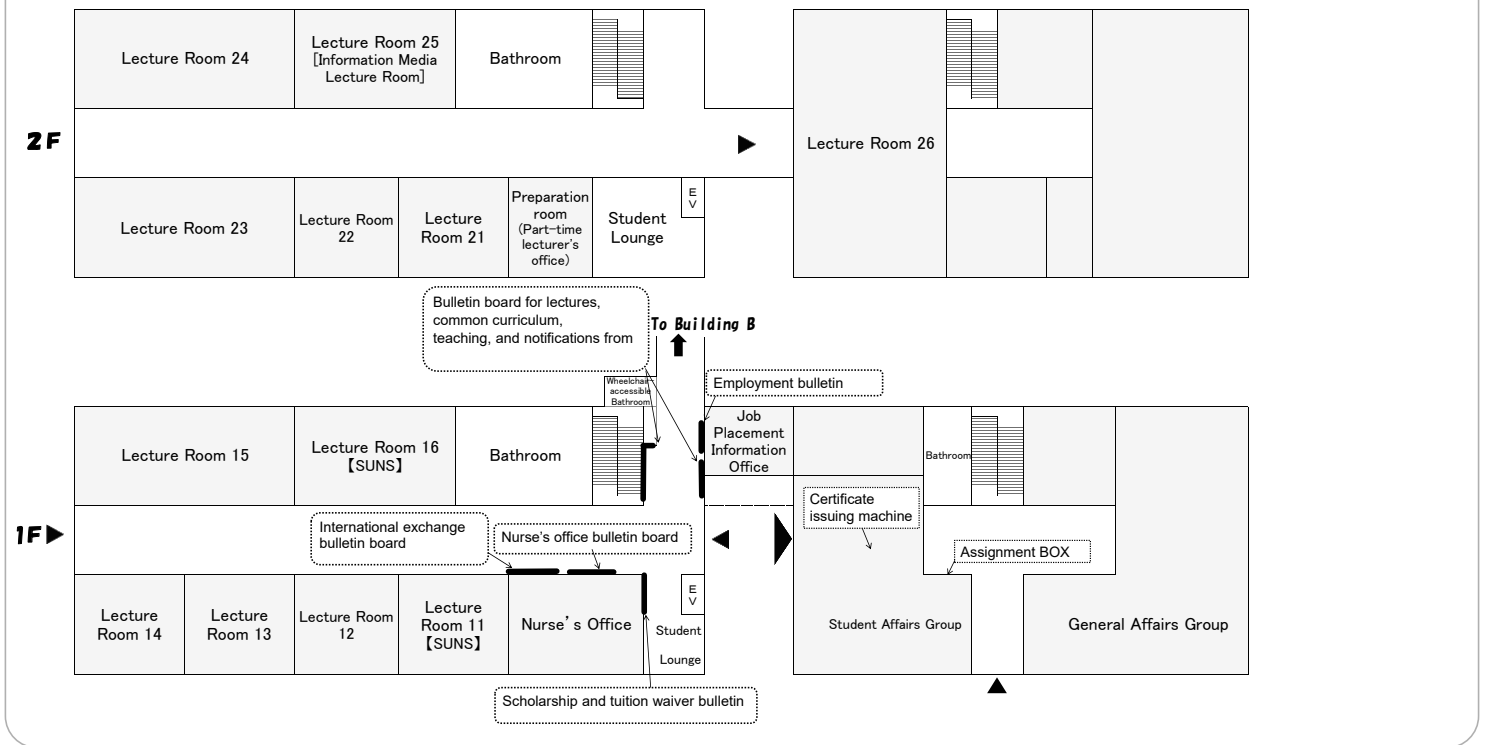 Lecture Room 24
Lecture Room 25
[Information Media
Lecture Room]
Bathroom
2F
Lecture Room 26
Lecture Room 23
Lecture Room
22
Lecture
Room 21
Preparation
room
(Part-time
lecturer's
office)
Student
Lounge
E
V
Bulletin board for lectures,
common curriculum,
teaching, and notifications from
To Building B
Wheelchair-
accessible
Bathroom
Employment bulletin
Lecture Room 15
Lecture Room 16
【SUNS】
Bathroom
Job
Placement
Information
Office
Bathroom
Certificate
issuing machine
1F
International exchange
bulletin board
Nurse's office bulletin board
Assignment BOX
Lecture
Room 14
Lecture
Room 13
Lecture Room
12
Lecture
Room 11
【SUNS】
Nurse's Office
E
V
Student
Lounge
Student Affairs Group
General Affairs Group
Scholarship and tuition waiver bulletin